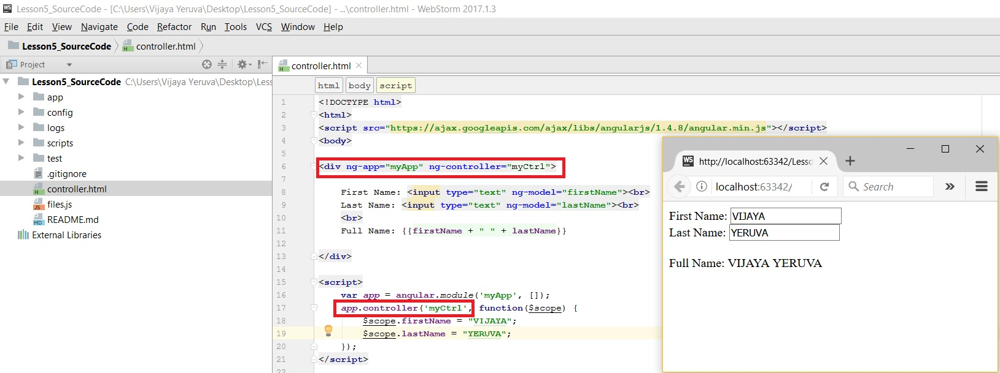 WS Lesson5_SourceCode - [C:\Users\Vijaya Yeruva\Desktop\Lesson5_SourceCode] - ...\controller.html - WebStorm 2017.1.3
File Edit View Navigate Code Refactor Run Tools VCS Window Help
Lesson5_SourceCode controller.html
Project
Lesson5_SourceCode C:\Users\Vijaya Yeruva\Desktop\Less
app
config
logs
scripts
test
.gitignore
controller.html
files.js
README.md
External Libraries
controller.html
html body script
1 <!DOCTYPE html>
2 <html>
3 <script src="https://ajax.googleapis.com/ajax/libs/angularjs/1.4.8/angular.min.js"></script>
4 <body>
5
6 <div ng-app="myApp" ng-controller="myCtrl">
7
8 First Name: <input type="text" ng-model="firstName"><br>
9 Last Name: <input type="text" ng-model="lastName"><br>
10 <br>
11 Full Name: {{firstName + " " + lastName}}
12
13 </div>
14
15 <script>
16 var app = angular.module('myApp', []);
17 app.controller('myCtrl', function($scope) {
18 $scope.firstName = "VIJAYA";
19 $scope.lastName = "YERUVA";
20 });
21 </script>
22
WS http://localhost:63342/Lesso
localhost:63342/ Search
First Name: VIJAYA
Last Name: YERUVA
Full Name: VIJAYA YERUVA